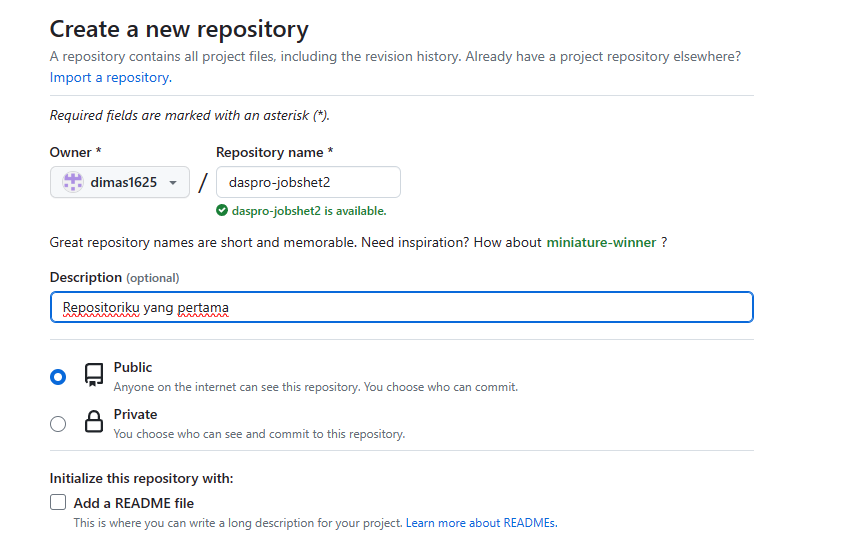 Create a new repository
A repository contains all project files, including the revision history. Already have a project repository elsewhere?
Import a repository.
Required fields are marked with an asterisk (*).
Owner * Repository name *
dimas1625 / daspro-jobshet2
daspro-jobshet2 is available.
Great repository names are short and memorable. Need inspiration? How about miniature-winner ?
Description (optional)
Repositoriku yang pertama
Public
Anyone on the internet can see this repository. You choose who can commit.
Private
You choose who can see and commit to this repository.
Initialize this repository with:
Add a README file
This is where you can write a long description for your project. Learn more about READMEs.